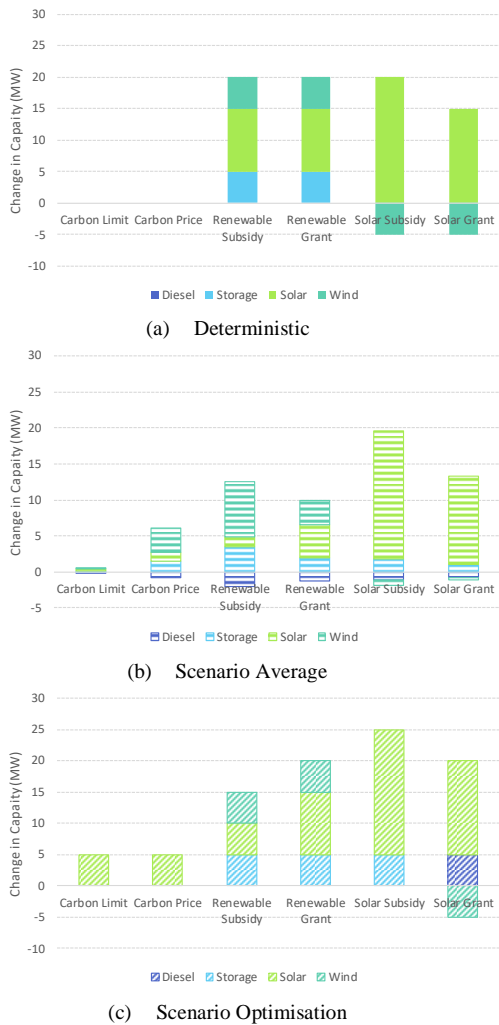 30
25
20
15
10
5
0
-5
-10
Change in Capaity (MW)
Carbon Limit Carbon Price Renewable Subsidy Renewable Grant Solar Subsidy Solar Grant
Diesel Storage Solar Wind
(a) Deterministic
30
25
20
15
10
5
0
-5
Change in Capaity (MW)
Carbon Limit Carbon Price Renewable Subsidy Renewable Grant Solar Subsidy Solar Grant
Diesel Storage Solar Wind
(b) Scenario Average
30
25
20
15
10
5
0
-5
-10
Change in Capaity (MW)
Carbon Limit Carbon Price Renewable Subsidy Renewable Grant Solar Subsidy Solar Grant
Diesel Storage Solar Wind
(c) Scenario Optimisation